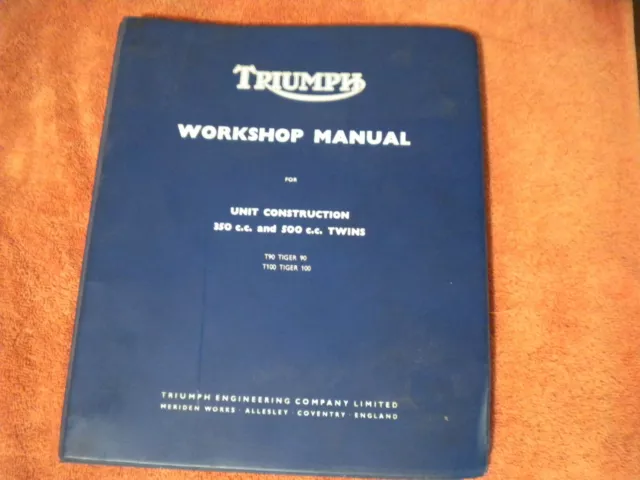 TRIUMPH
WORKSHOP MANUAL
FOR
UNIT CONSTRUCTION
350 c.c. and 500 c.c. TWINS
T90 TIGER 90
T100 TIGER 100
TRIUMPH ENGINEERING COMPANY LIMITED
MERIDEN WORKS · ALLESLEY · COVENTRY · ENGLAND